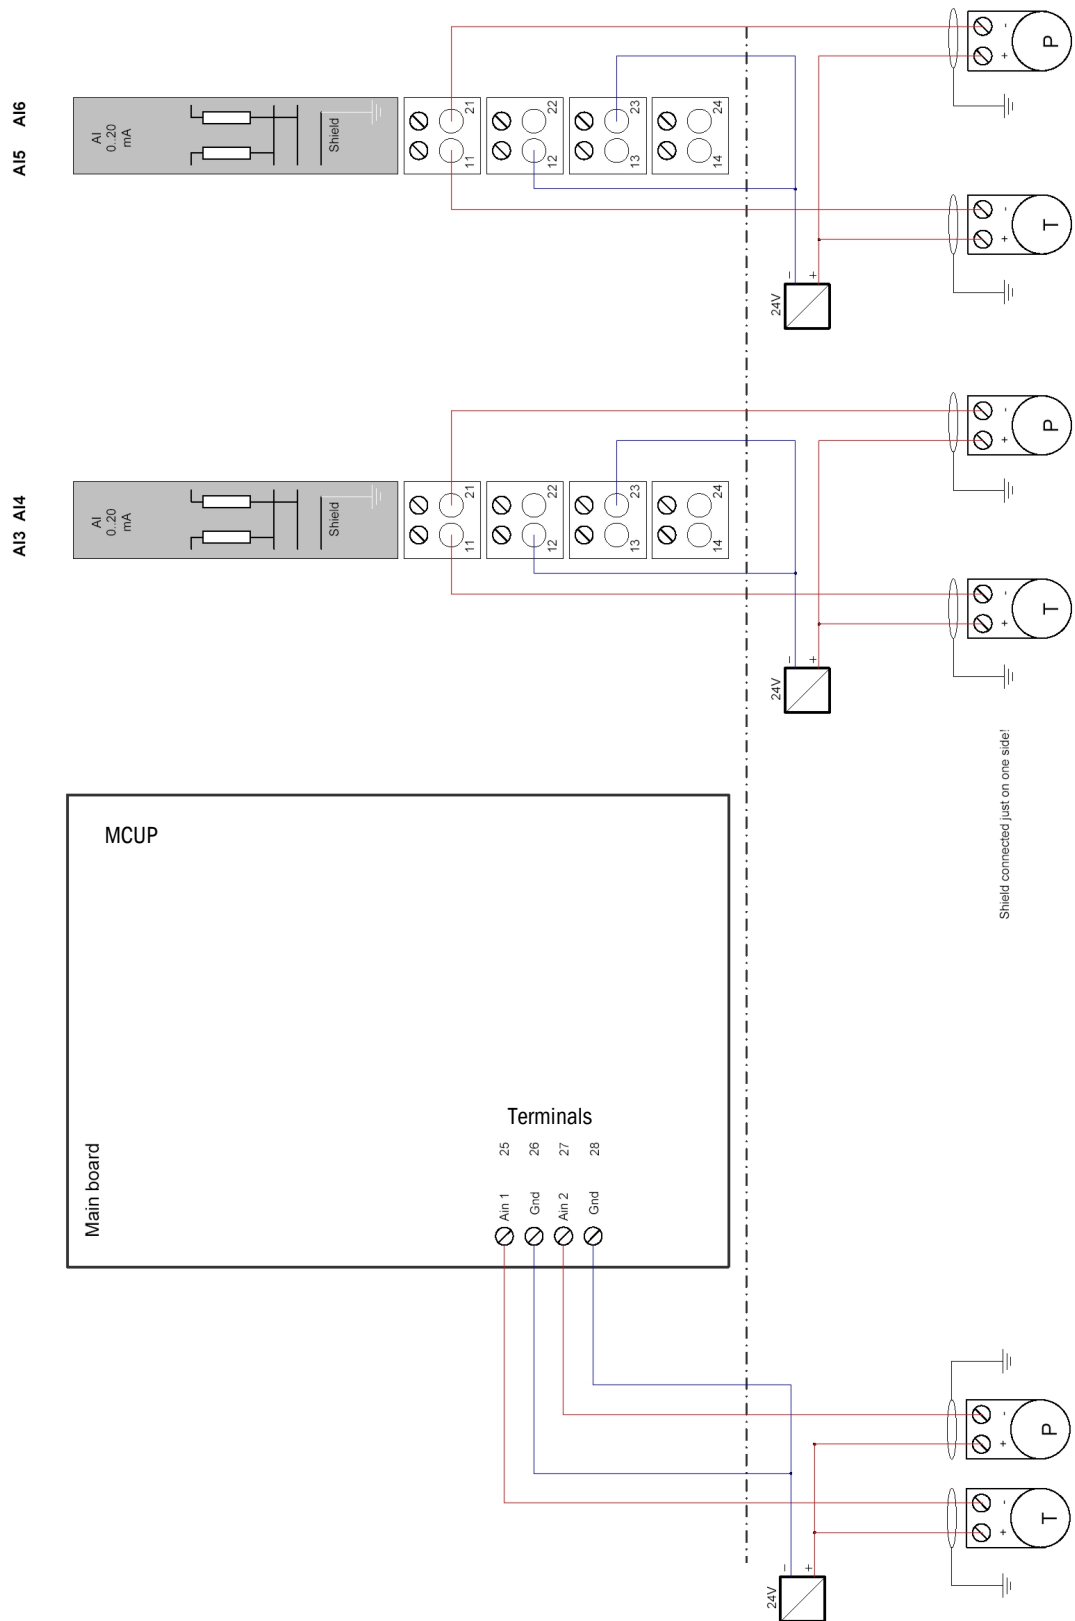 AI5 AI6
AI
0..20
mA
Shield
11
21
12
22
13
23
14
24
P
-
+
T
-
+
24V
-
+
AI3 AI4
AI
0..20
mA
Shield
11
21
12
22
13
23
14
24
P
-
+
T
-
+
24V
-
+
Shield connected just on one side!
MCUP
Main board
Terminals
25
26
27
28
Ain 1
Gnd
Ain 2
Gnd
P
-
+
T
-
+
24V
-
+